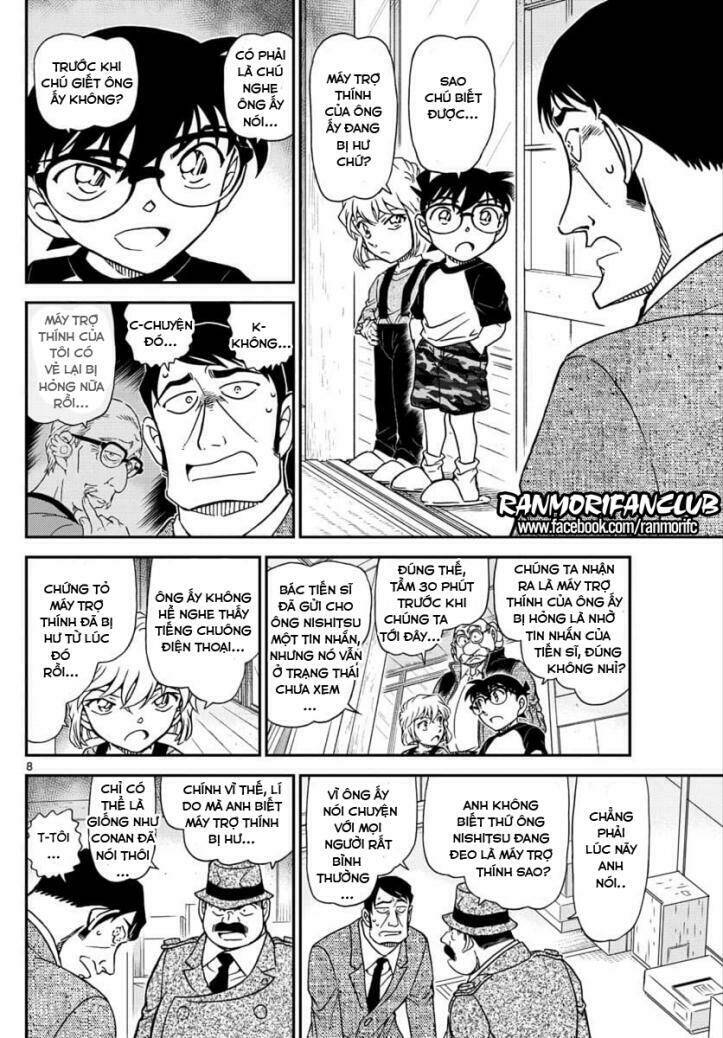 SAO
CHÚ BIẾT
ĐƯỢC...
MÁY TRỢ
THÍNH
CỦA ÔNG
ẤY ĐANG
BỊ HƯ
CHỨ?
CÓ PHẢI
LÀ CHÚ
NGHE
ÔNG ẤY
NÓI...
TRƯỚC KHI
CHÚ GIẾT ÔNG
ẤY KHÔNG?
K-
KHÔNG...
C-CHUYỆN
ĐÓ...
MÁY TRỢ
THÍNH CỦA
TÔI CÓ
VẺ LẠI BỊ
HỎNG NỮA
RỒI...
RANMORIFANCLUB
www.facebook.com/ranmorifc
CHÚNG TA NHẬN
RA LÀ MÁY TRỢ
THÍNH CỦA ÔNG ẤY
BỊ HỎNG LÀ NHỜ
TIN NHẮN CỦA
TIẾN SĨ, ĐÚNG
KHÔNG NHỈ?
ĐÚNG THẾ,
TẦM 30 PHÚT
TRƯỚC KHI
CHÚNG TA
TỚI ĐÂY...
BÁC TIẾN SĨ
ĐÃ GỬI CHO
ÔNG NISHITSU
MỘT TIN NHẮN,
NHƯNG NÓ VẪN
Ở TRẠNG THÁI
CHƯA XEM
...
ÔNG ẤY KHÔNG
HỀ NGHE THẤY
TIẾNG CHUÔNG
ĐIỆN THOẠI...
CHỨNG TỎ
MÁY TRỢ
THÍNH ĐÃ BỊ
HƯ TỪ LÚC
ĐÓ
RỒI...
8
CHẲNG
PHẢI
LÚC NÃY
ANH
NÓI..
ANH KHÔNG
BIẾT THỨ ÔNG
NISHITSU ĐANG
ĐEO LÀ MÁY TRỢ
THÍNH SAO?
VÌ ÔNG ẤY
NÓI CHUYỆN
VỚI MỌI
NGƯỜI RẤT
BÌNH
THƯỜNG
...
CHÍNH VÌ THẾ, LÍ
DO MÀ ANH BIẾT
MÁY TRỢ THÍNH
BỊ HƯ...
CHỈ CÓ
THỂ LÀ
GIỐNG NHƯ
CONAN ĐÃ
NÓI THÔI
...
T-TÔI
...